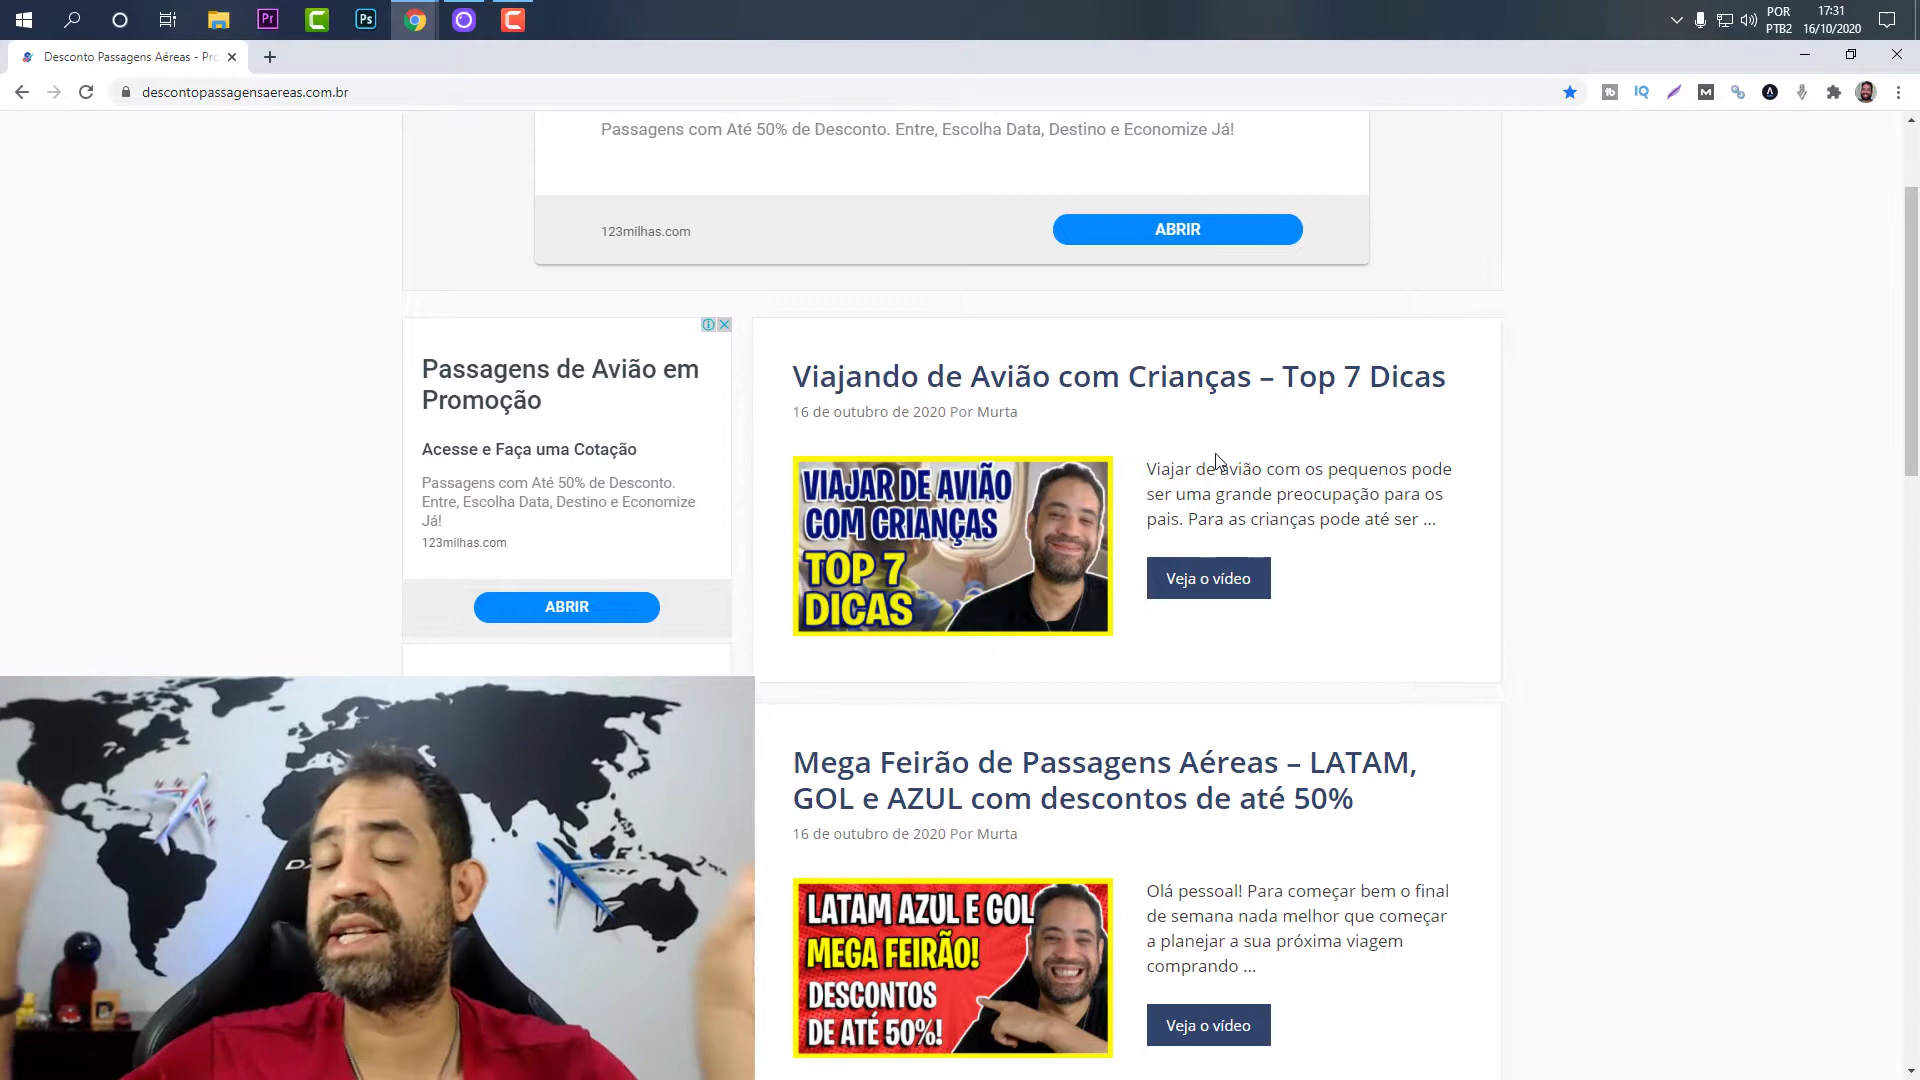 POR
PTB2
17:31
16/10/2020
Desconto Passagens Aéreas - Pro
descontopassagensaereas.com.br
Passagens com Até 50% de Desconto. Entre, Escolha Data, Destino e Economize Já!
123milhas.com
ABRIR
Passagens de Avião em
Promoção
Acesse e Faça uma Cotação
Passagens com Até 50% de Desconto.
Entre, Escolha Data, Destino e Economize
Já!
123milhas.com
ABRIR
Viajando de Avião com Crianças – Top 7 Dicas
16 de outubro de 2020 Por Murta
VIAJAR DE AVIÃO
COM CRIANÇAS
TOP 7
DICAS
Viajar de avião com os pequenos pode
ser uma grande preocupação para os
pais. Para as crianças pode até ser ...
Veja o vídeo
Mega Feirão de Passagens Aéreas – LATAM,
GOL e AZUL com descontos de até 50%
16 de outubro de 2020 Por Murta
LATAM AZUL E GOL
MEGA FEIRÃO!
DESCONTOS
DE ATÉ 50%!
Olá pessoal! Para começar bem o final
de semana nada melhor que começar
a planejar a sua próxima viagem
comprando ...
Veja o vídeo